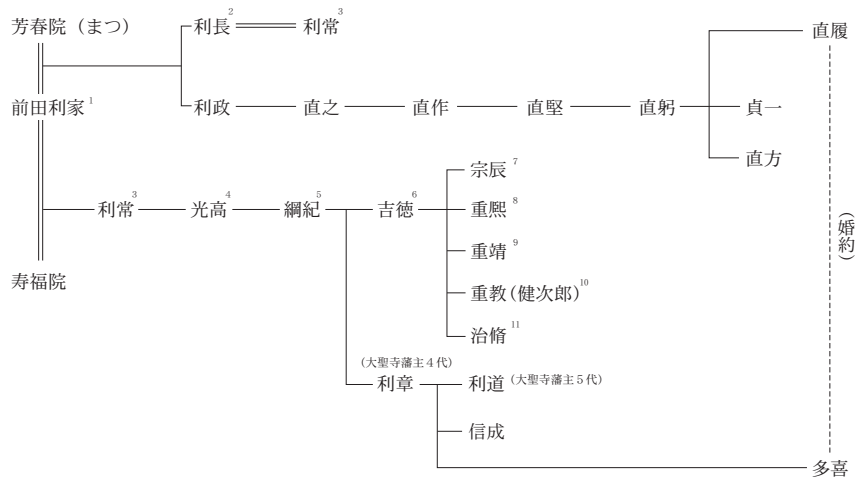 芳春院（まつ） 利長2 利常3 直履
前田利家1 利政 直之 直作 直堅 直躬 貞一
直方
宗辰7
利常3 光高4 綱紀5 吉徳6 重熈8
（婚約）
重靖9
寿福院 重教（健次郎）10
治脩11
（大聖寺藩主4代）
利章 利道（大聖寺藩主5代）
信成
多喜